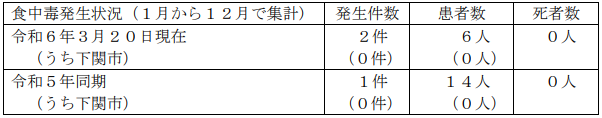 食中毒発生状況（１月から１２月で集計） 発生件数 患者数 死者数
令和６年３月２０日現在 ２件 ６人 ０人
（うち下関市） （０件） （０人）
令和５年同期 １件 １４人 ０人
（うち下関市） （０件） （０人）